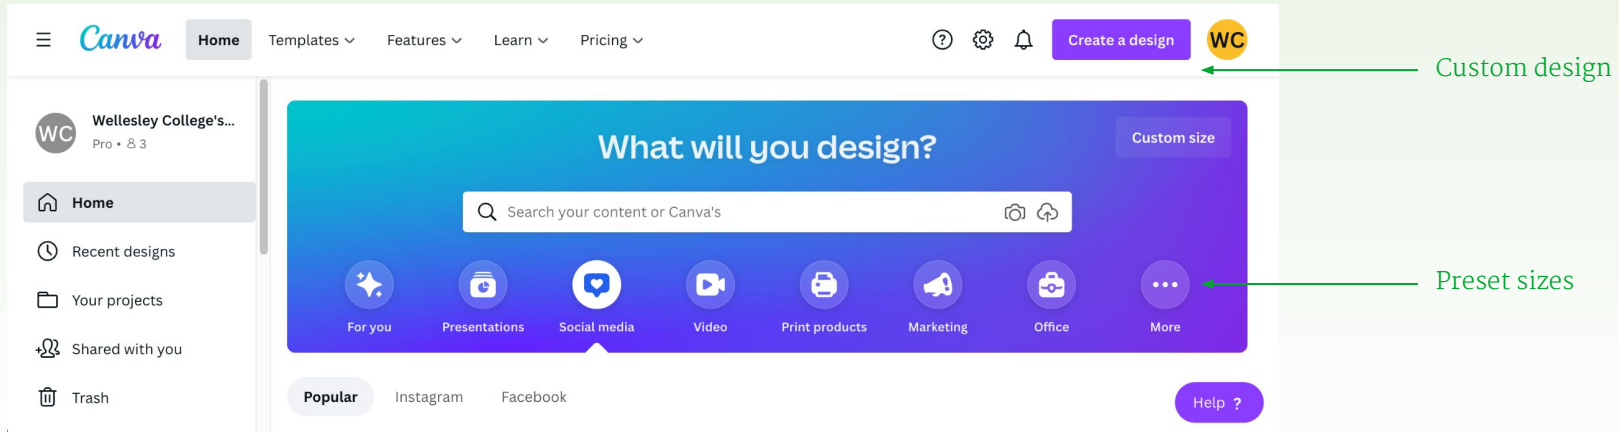 Canva Home Templates Features Learn Pricing Create a design WC
Custom design
WC Wellesley College's...
Pro • 3
Home
Recent designs
Your projects
Shared with you
Trash
What will you design?
Custom size
Search your content or Canva's
For you Presentations Social media Video Print products Marketing Office More
Preset sizes
Popular Instagram Facebook
Help ?